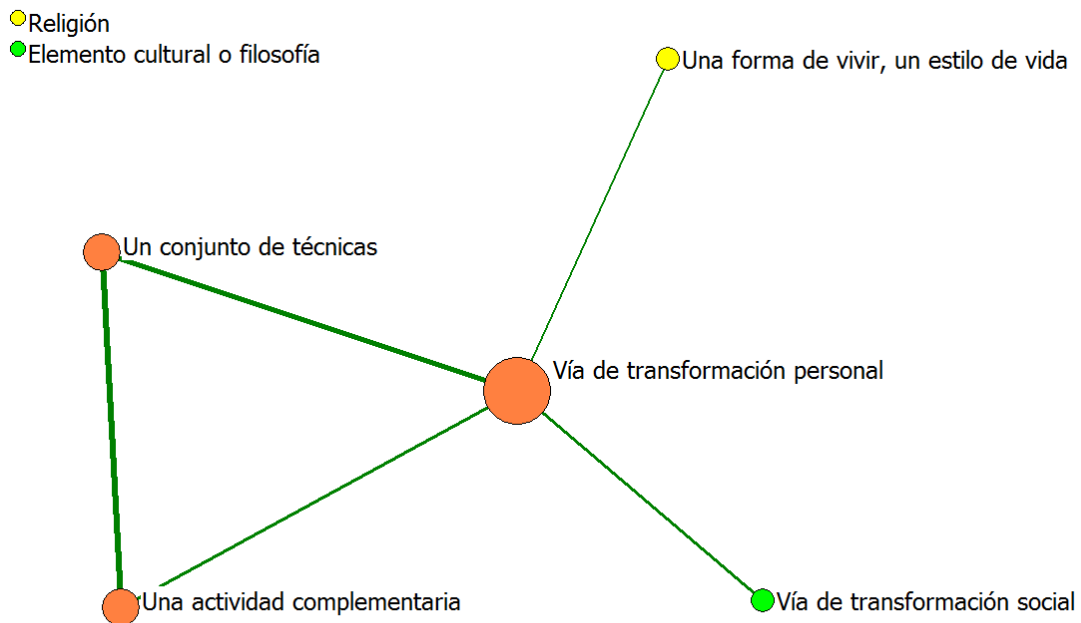 Religión
Elemento cultural o filosofía
Una forma de vivir, un estilo de vida
Un conjunto de técnicas
Vía de transformación personal
Una actividad complementaria
Vía de transformación social